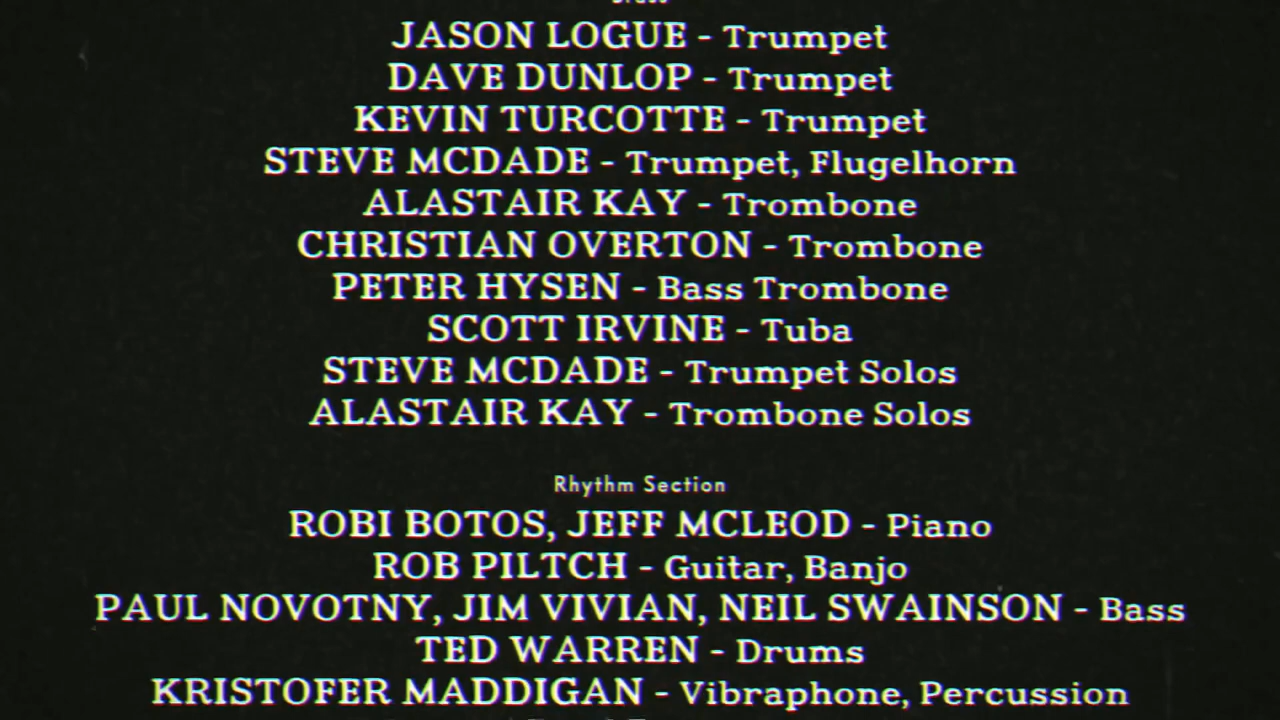 JASON LOGUE - Trumpet
DAVE DUNLOP - Trumpet
KEVIN TURCOTTE - Trumpet
STEVE MCDADE - Trumpet, Flugelhorn
ALASTAIR KAY - Trombone
CHRISTIAN OVERTON - Trombone
PETER HYSEN - Bass Trombone
SCOTT IRVINE - Tuba
STEVE MCDADE - Trumpet Solos
ALASTAIR KAY - Trombone Solos
Rhythm Section
ROBI BOTOS, JEFF MCLEOD - Piano
ROB PILTCH - Guitar, Banjo
PAUL NOVOTNY, JIM VIVIAN, NEIL SWAINSON - Bass
TED WARREN - Drums
KRISTOFER MADDIGAN - Vibraphone, Percussion